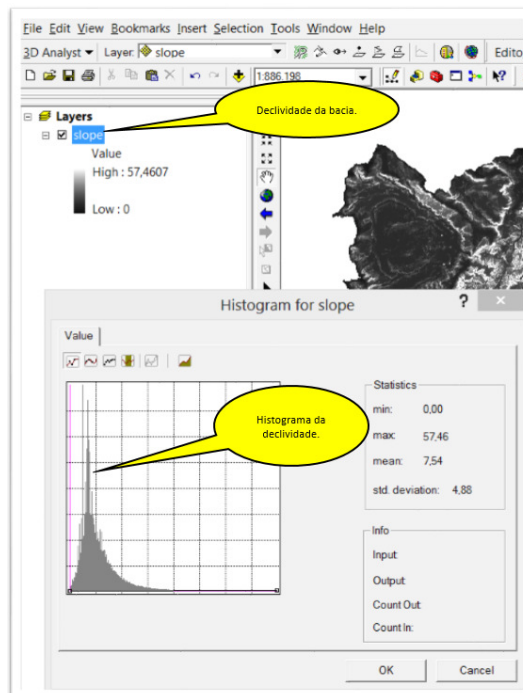 File Edit View Bookmarks Insert Selection Tools Window Help
3D Analyst Layer: slope Edito
1:886.198
Declividade da bacia.
Layers
slope
Value
High : 57,4607
Low : 0
Histogram for slope ? ×
Value
Histograma da
declividade.
Statistics
min: 0,00
max: 57,46
mean: 7,54
std. deviation: 4,88
Info
Input:
Output:
Count Out:
Count In:
OK Cancel